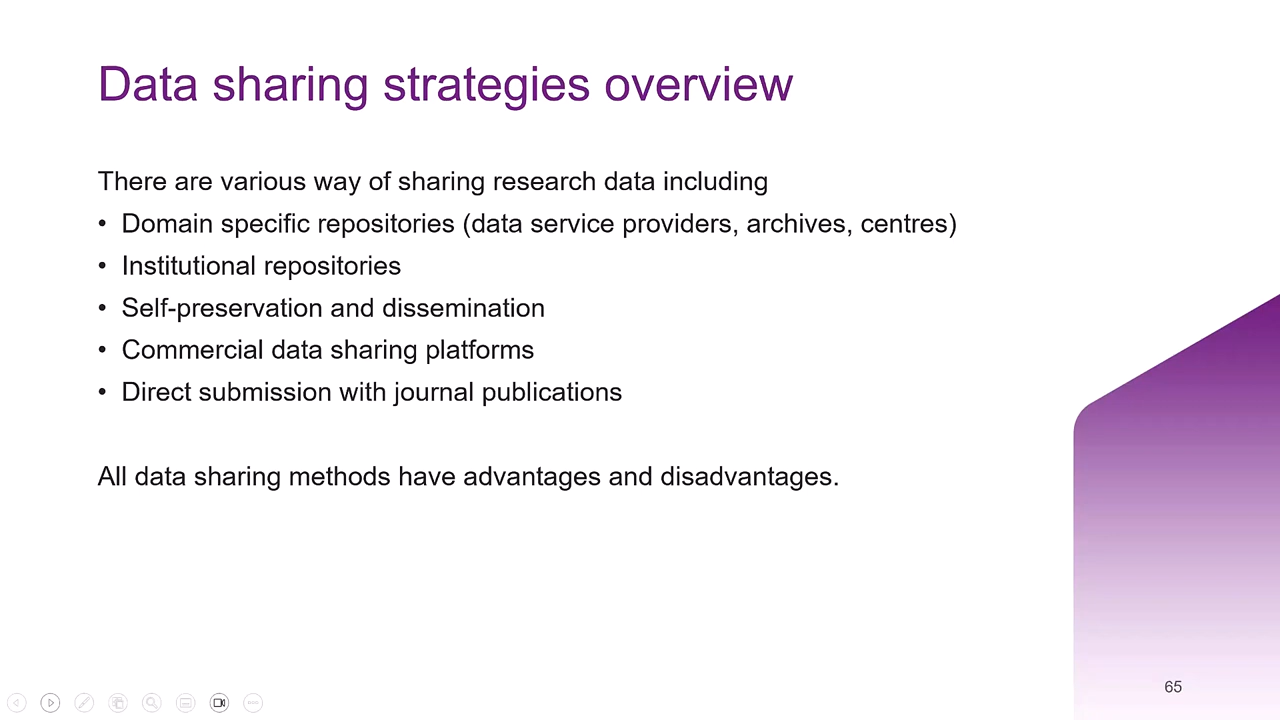 Data sharing strategies overview
There are various way of sharing research data including
• Domain specific repositories (data service providers, archives, centres)
• Institutional repositories
• Self-preservation and dissemination
• Commercial data sharing platforms
• Direct submission with journal publications
All data sharing methods have advantages and disadvantages.
65